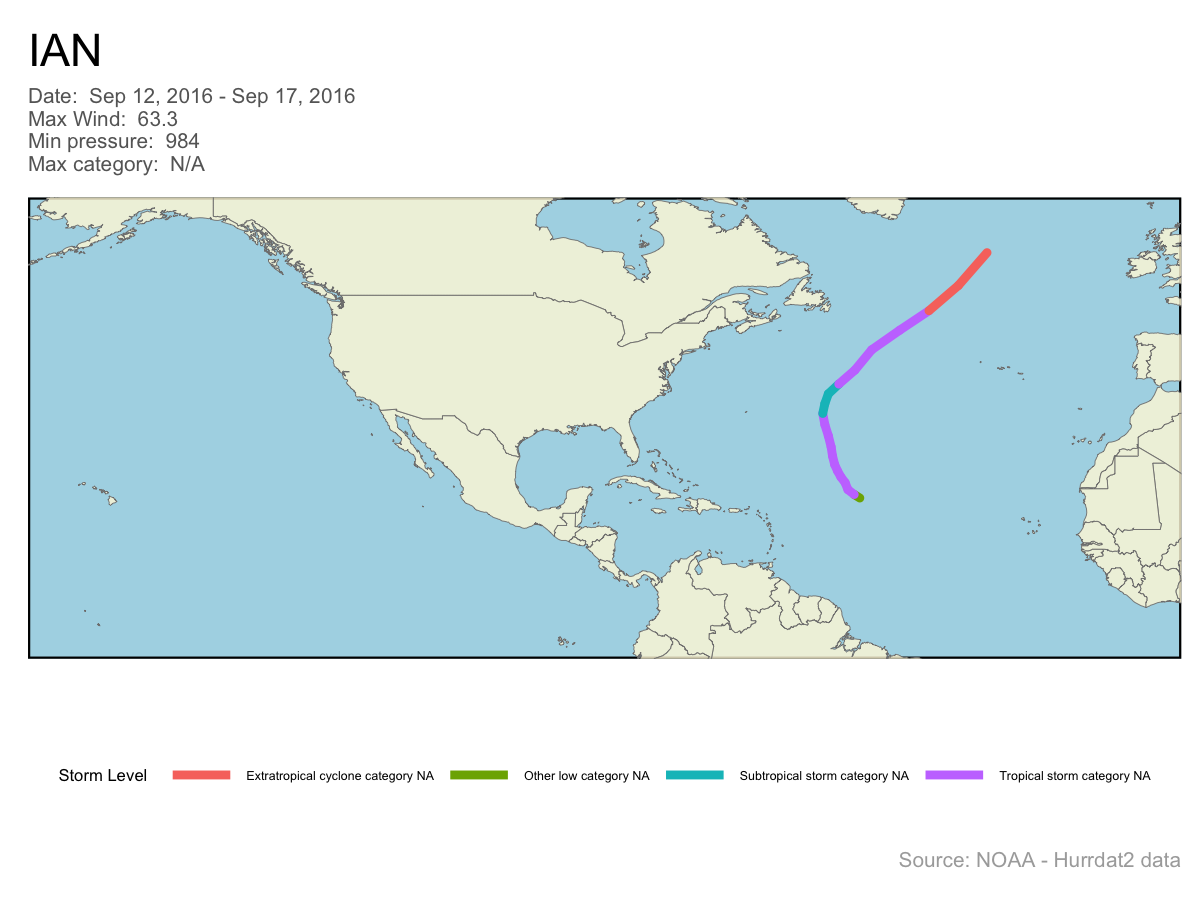 IAN
Date:  Sep 12, 2016 - Sep 17, 2016
Max Wind:  63.3
Min pressure:  984
Max category:  N/A
Storm Level
Extratropical cyclone category NA
Other low category NA
Subtropical storm category NA
Tropical storm category NA
Source: NOAA - Hurrdat2 data